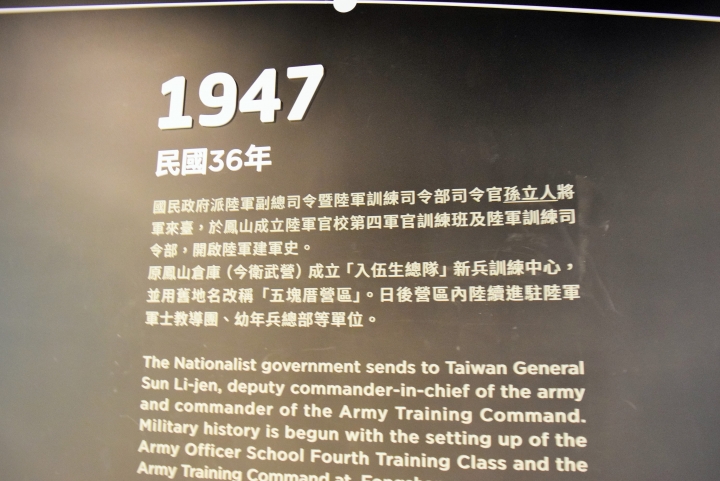 1947
民國36年
國民政府派陸軍副總司令暨陸軍訓練司令部司令官孫立人將
軍來臺，於鳳山成立陸軍官校第四軍官訓練班及陸軍訓練司
令部，開啟陸軍建軍史。
原鳳山倉庫（今衛武營）成立「入伍生總隊」新兵訓練中心，
並用舊地名改稱「五塊厝營區」。日後營區內陸續進駐陸軍
軍士教導團、幼年兵總部等單位。
The Nationalist government sends to Taiwan General
Sun Li-jen, deputy commander-in-chief of the army
and commander of the Army Training Command.
Military history is begun with the setting up of the
Army Officer School Fourth Training Class and the
Army Training Command at